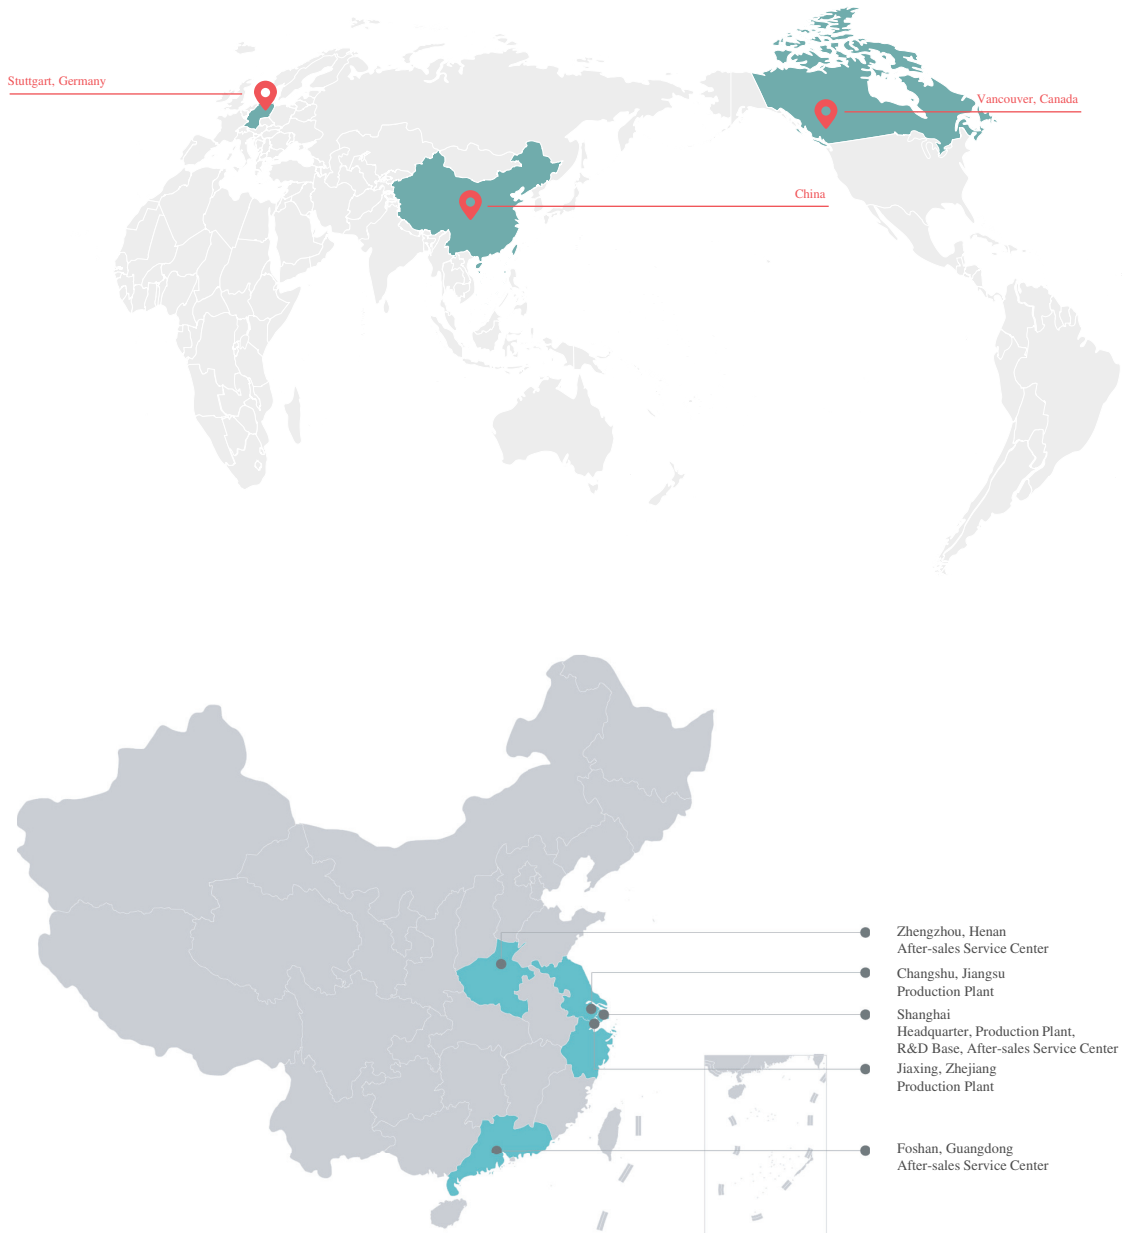 Stuttgart, Germany
Vancouver, Canada
China
Zhengzhou, Henan
After-sales Service Center
Changshu, Jiangsu
Production Plant
Shanghai
Headquarter, Production Plant,
R&D Base, After-sales Service Center
Jiaxing, Zhejiang
Production Plant
Foshan, Guangdong
After-sales Service Center